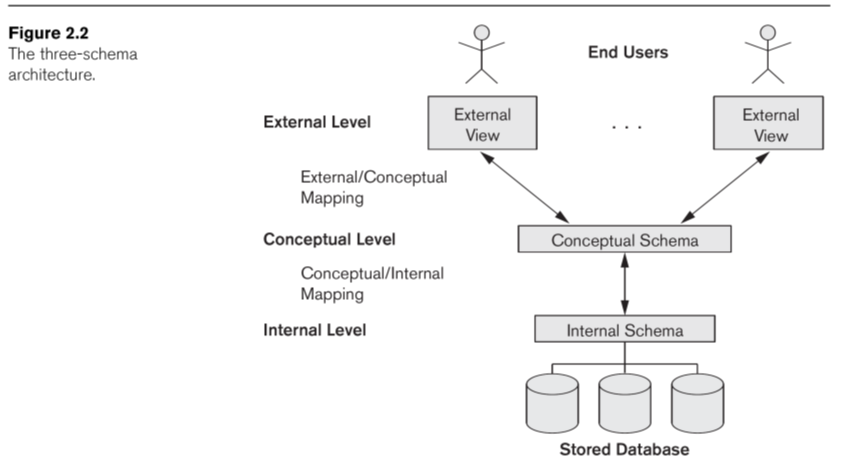 Figure 2.2
The three-schema
architecture.
End Users
External Level
External
View
. . .
External
View
External/Conceptual
Mapping
Conceptual Level
Conceptual Schema
Conceptual/Internal
Mapping
Internal Level
Internal Schema
Stored Database